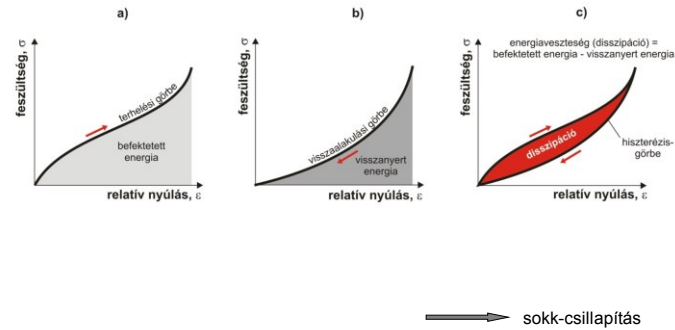 a)
feszültség, σ
terhelési görbe
befektetett
energia
relatív nyúlás, ε
b)
feszültség, σ
visszaalakulási görbe
visszanyert
energia
relatív nyúlás, ε
c)
energiaveszteség (disszipáció) =
befektetett energia - visszanyert energia
feszültség, σ
disszipáció
hiszterézis-
görbe
relatív nyúlás, ε
sokk-csillapítás